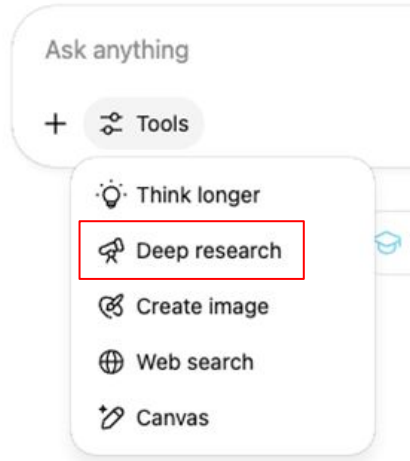 Ask anything
Tools
Think longer
Deep research
Create image
Web search
Canvas